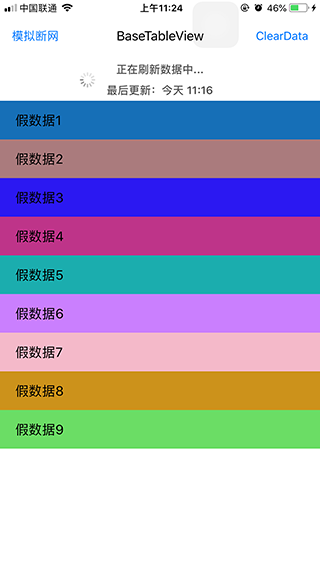 中国联通 上午11:24 46%
模拟断网 BaseTableView ClearData
正在刷新数据中...
最后更新：今天 11:16
假数据1
假数据2
假数据3
假数据4
假数据5
假数据6
假数据7
假数据8
假数据9